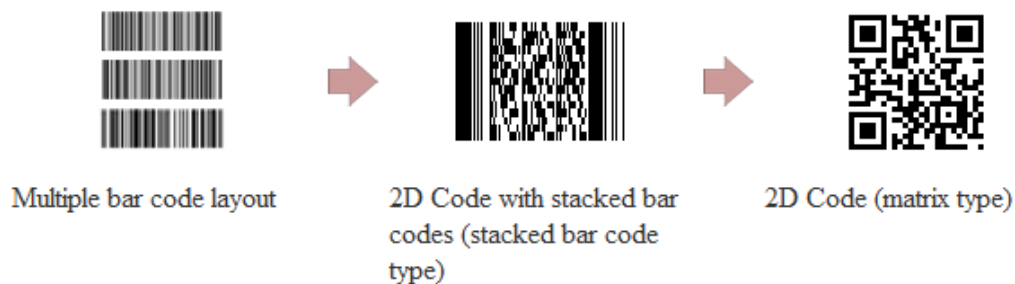 Multiple bar code layout
2D Code with stacked bar
codes (stacked bar code
type)
2D Code (matrix type)